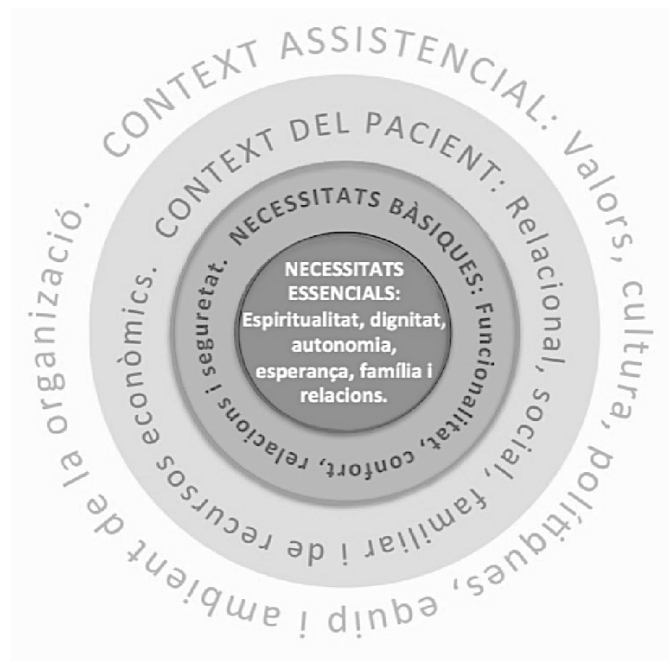 CONTEXT ASSISTENCIAL: Valors, cultura, polítiques, equip i ambient de la organizació.
CONTEXT DEL PACIENT: Relacional, social, familiar i de recursos econòmics.
NECESSITATS BÀSIQUES: Funcionalitat, confort, relacions i seguretat.
NECESSITATS
ESSENCIALS:
Espiritualitat, dignitat,
autonomia,
esperança, família i
relacions.